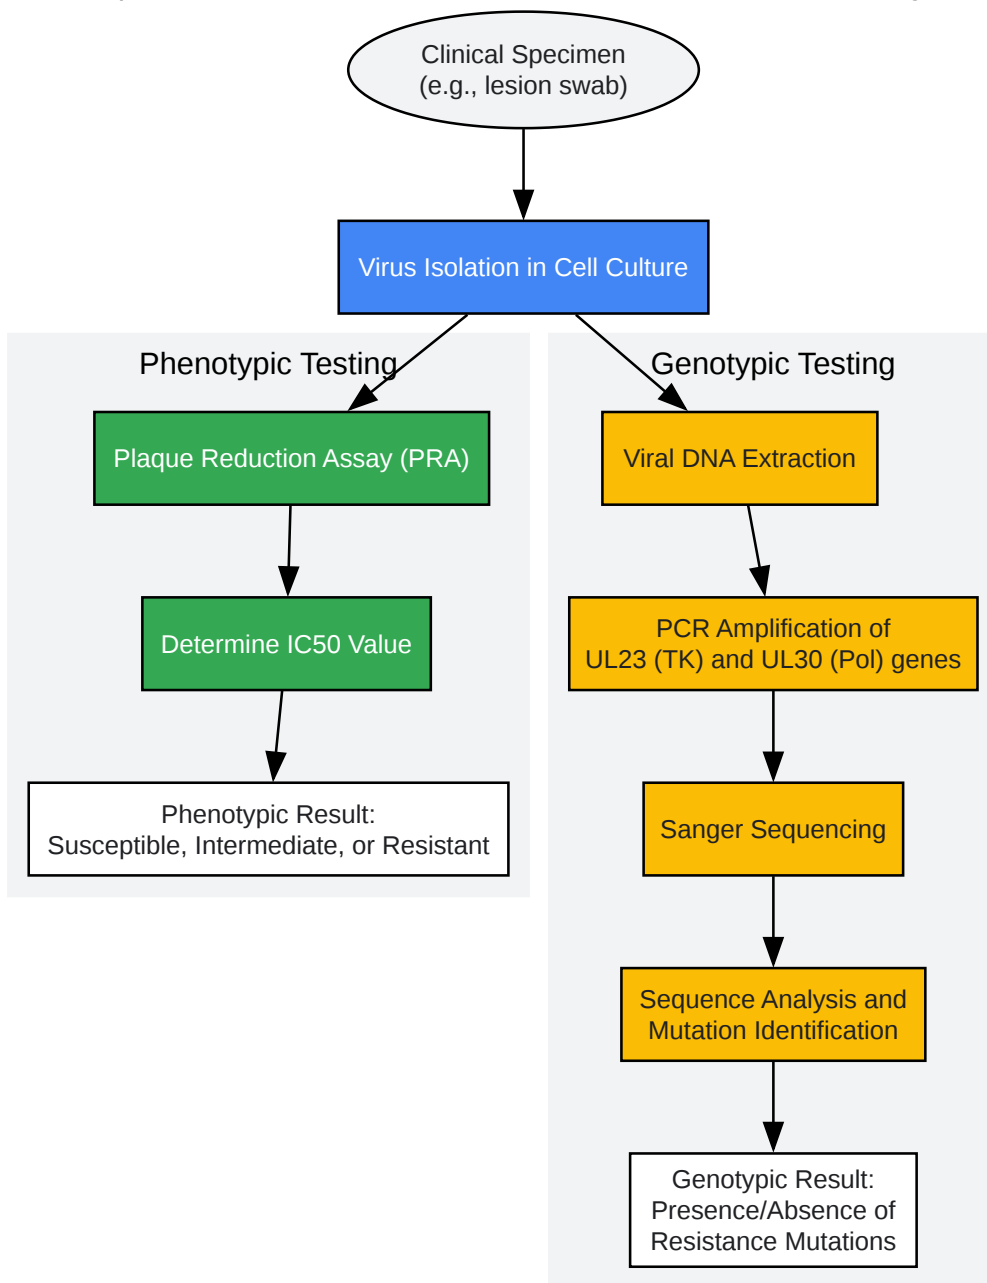 Clinical Specimen
(e.g., lesion swab)
Virus Isolation in Cell Culture
Phenotypic Testing
Plaque Reduction Assay (PRA)
Determine IC50 Value
Phenotypic Result:
Susceptible, Intermediate, or Resistant
Genotypic Testing
Viral DNA Extraction
PCR Amplification of
UL23 (TK) and UL30 (Pol) genes
Sanger Sequencing
Sequence Analysis and
Mutation Identification
Genotypic Result:
Presence/Absence of
Resistance Mutations